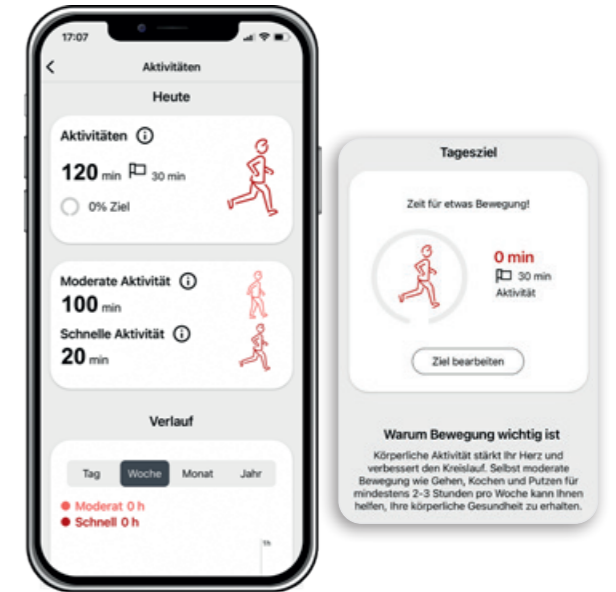 17:07
Aktivitäten
Heute
Aktivitäten
120 min 30 min
0% Ziel
Moderate Aktivität
100 min
Schnelle Aktivität
20 min
Verlauf
Tag Woche Monat Jahr
Moderat 0 h
Schnell 0 h
1h
Tagesziel
Zeit für etwas Bewegung!
0 min
30 min
Aktivität
Ziel bearbeiten
Warum Bewegung wichtig ist
Körperliche Aktivität stärkt Ihr Herz und
verbessert den Kreislauf. Selbst moderate
Bewegung wie Gehen, Kochen und Putzen für
mindestens 2-3 Stunden pro Woche kann Ihnen
helfen, Ihre körperliche Gesundheit zu erhalten.